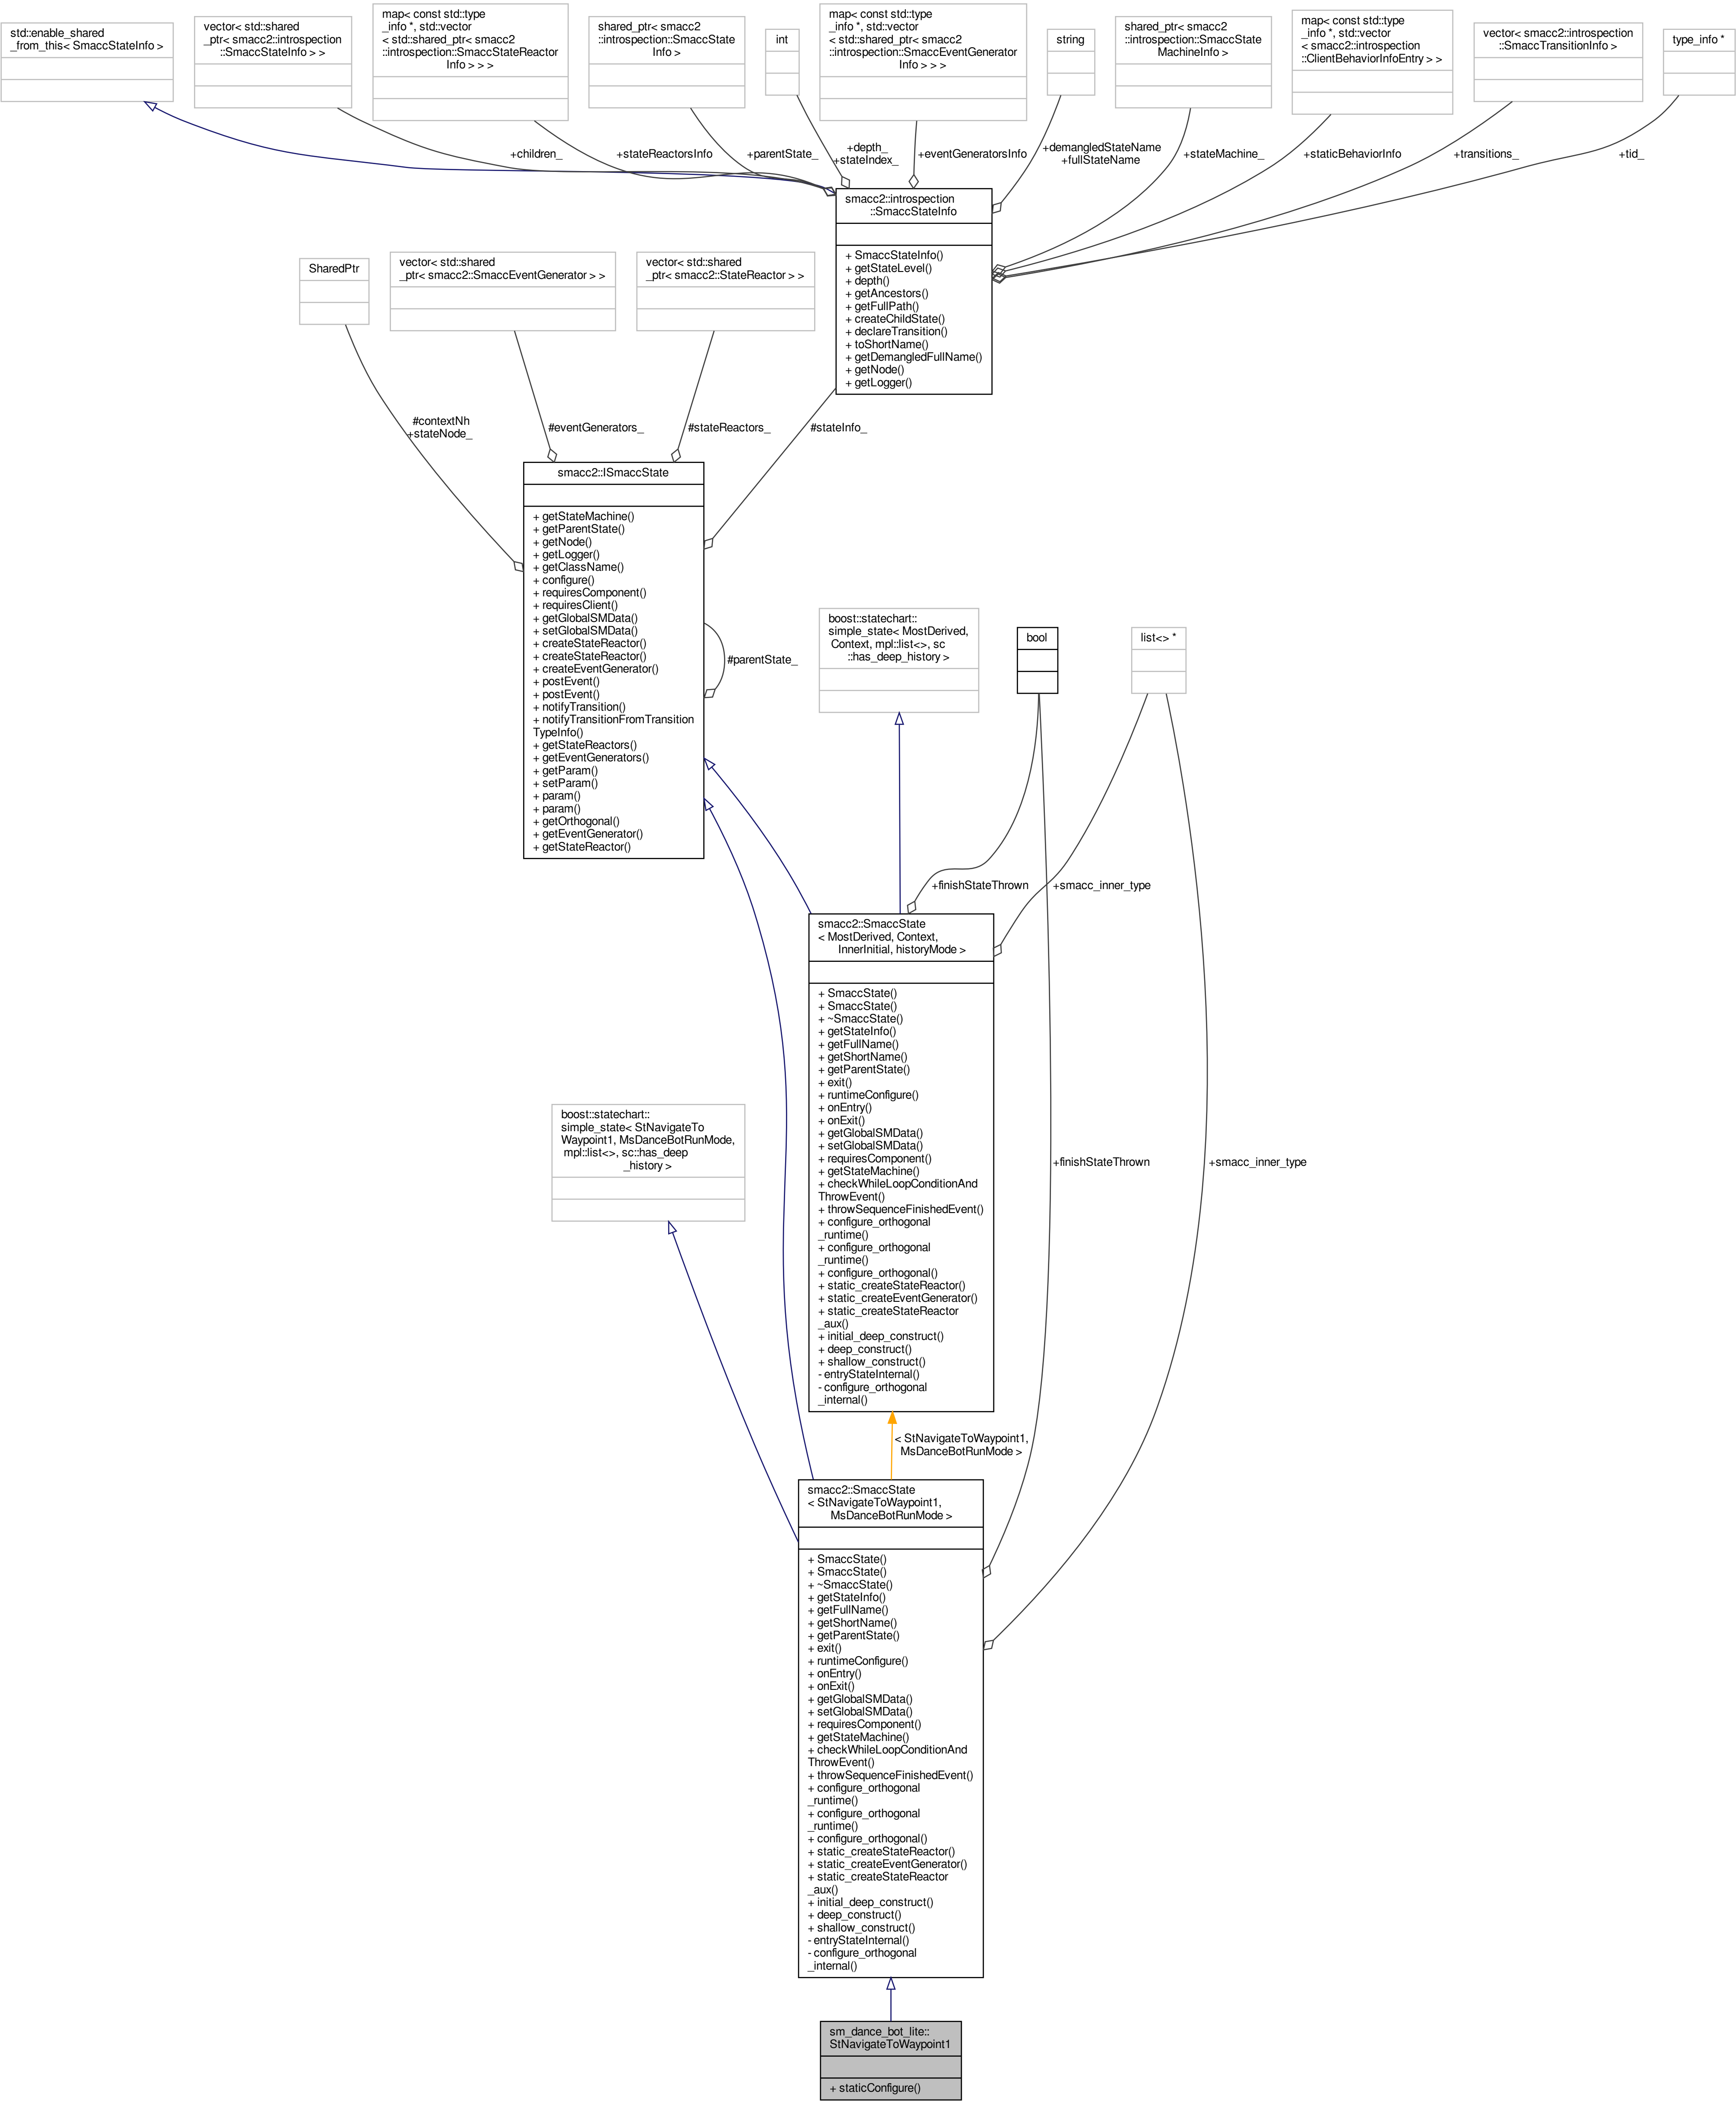 std::enable_shared
_from_this< SmaccStateInfo >
vector< std::shared
_ptr< smacc2::introspection
::SmaccStateInfo > >
map< const std::type
_info *, std::vector
< std::shared_ptr< smacc2
::introspection::SmaccStateReactor
Info > > >
shared_ptr< smacc2
::introspection::SmaccState
Info >
int
map< const std::type
_info *, std::vector
< std::shared_ptr< smacc2
::introspection::SmaccEventGenerator
Info > > >
string
shared_ptr< smacc2
::introspection::SmaccState
MachineInfo >
map< const std::type
_info *, std::vector
< smacc2::introspection
::ClientBehaviorInfoEntry > >
vector< smacc2::introspection
::SmaccTransitionInfo >
type_info *
+children_
+stateReactorsInfo
+parentState_
+depth_
+stateIndex_
+eventGeneratorsInfo
+demangledStateName
+fullStateName
+stateMachine_
+staticBehaviorInfo
+transitions_
+tid_
smacc2::introspection
::SmaccStateInfo
+ SmaccStateInfo()
+ getStateLevel()
+ depth()
+ getAncestors()
+ getFullPath()
+ createChildState()
+ declareTransition()
+ toShortName()
+ getDemangledFullName()
+ getNode()
+ getLogger()
SharedPtr
vector< std::shared
_ptr< smacc2::SmaccEventGenerator > >
vector< std::shared
_ptr< smacc2::StateReactor > >
#contextNh
+stateNode_
#eventGenerators_
#stateReactors_
#stateInfo_
smacc2::ISmaccState
+ getStateMachine()
+ getParentState()
+ getNode()
+ getLogger()
+ getClassName()
+ configure()
+ requiresComponent()
+ requiresClient()
+ getGlobalSMData()
+ setGlobalSMData()
+ createStateReactor()
+ createStateReactor()
+ createEventGenerator()
+ postEvent()
+ postEvent()
+ notifyTransition()
+ notifyTransitionFromTransition
TypeInfo()
+ getStateReactors()
+ getEventGenerators()
+ getParam()
+ setParam()
+ param()
+ param()
+ getOrthogonal()
+ getEventGenerator()
+ getStateReactor()
#parentState_
boost::statechart::
simple_state< MostDerived,
Context, mpl::list<>, sc
::has_deep_history >
bool
list<> *
+finishStateThrown
+smacc_inner_type
smacc2::SmaccState
< MostDerived, Context,
InnerInitial, historyMode >
+ SmaccState()
+ SmaccState()
+ ~SmaccState()
+ getStateInfo()
+ getFullName()
+ getShortName()
+ getParentState()
+ exit()
+ runtimeConfigure()
+ onEntry()
+ onExit()
+ getGlobalSMData()
+ setGlobalSMData()
+ requiresComponent()
+ getStateMachine()
+ checkWhileLoopConditionAnd
ThrowEvent()
+ throwSequenceFinishedEvent()
+ configure_orthogonal
_runtime()
+ configure_orthogonal
_runtime()
+ configure_orthogonal()
+ static_createStateReactor()
+ static_createEventGenerator()
+ static_createStateReactor
_aux()
+ initial_deep_construct()
+ deep_construct()
+ shallow_construct()
- entryStateInternal()
- configure_orthogonal
_internal()
boost::statechart::
simple_state< StNavigateTo
Waypoint1, MsDanceBotRunMode,
mpl::list<>, sc::has_deep
_history >
+finishStateThrown
+smacc_inner_type
< StNavigateToWaypoint1,
MsDanceBotRunMode >
smacc2::SmaccState
< StNavigateToWaypoint1,
MsDanceBotRunMode >
+ SmaccState()
+ SmaccState()
+ ~SmaccState()
+ getStateInfo()
+ getFullName()
+ getShortName()
+ getParentState()
+ exit()
+ runtimeConfigure()
+ onEntry()
+ onExit()
+ getGlobalSMData()
+ setGlobalSMData()
+ requiresComponent()
+ getStateMachine()
+ checkWhileLoopConditionAnd
ThrowEvent()
+ throwSequenceFinishedEvent()
+ configure_orthogonal
_runtime()
+ configure_orthogonal
_runtime()
+ configure_orthogonal()
+ static_createStateReactor()
+ static_createEventGenerator()
+ static_createStateReactor
_aux()
+ initial_deep_construct()
+ deep_construct()
+ shallow_construct()
- entryStateInternal()
- configure_orthogonal
_internal()
sm_dance_bot_lite::
StNavigateToWaypoint1
+ staticConfigure()